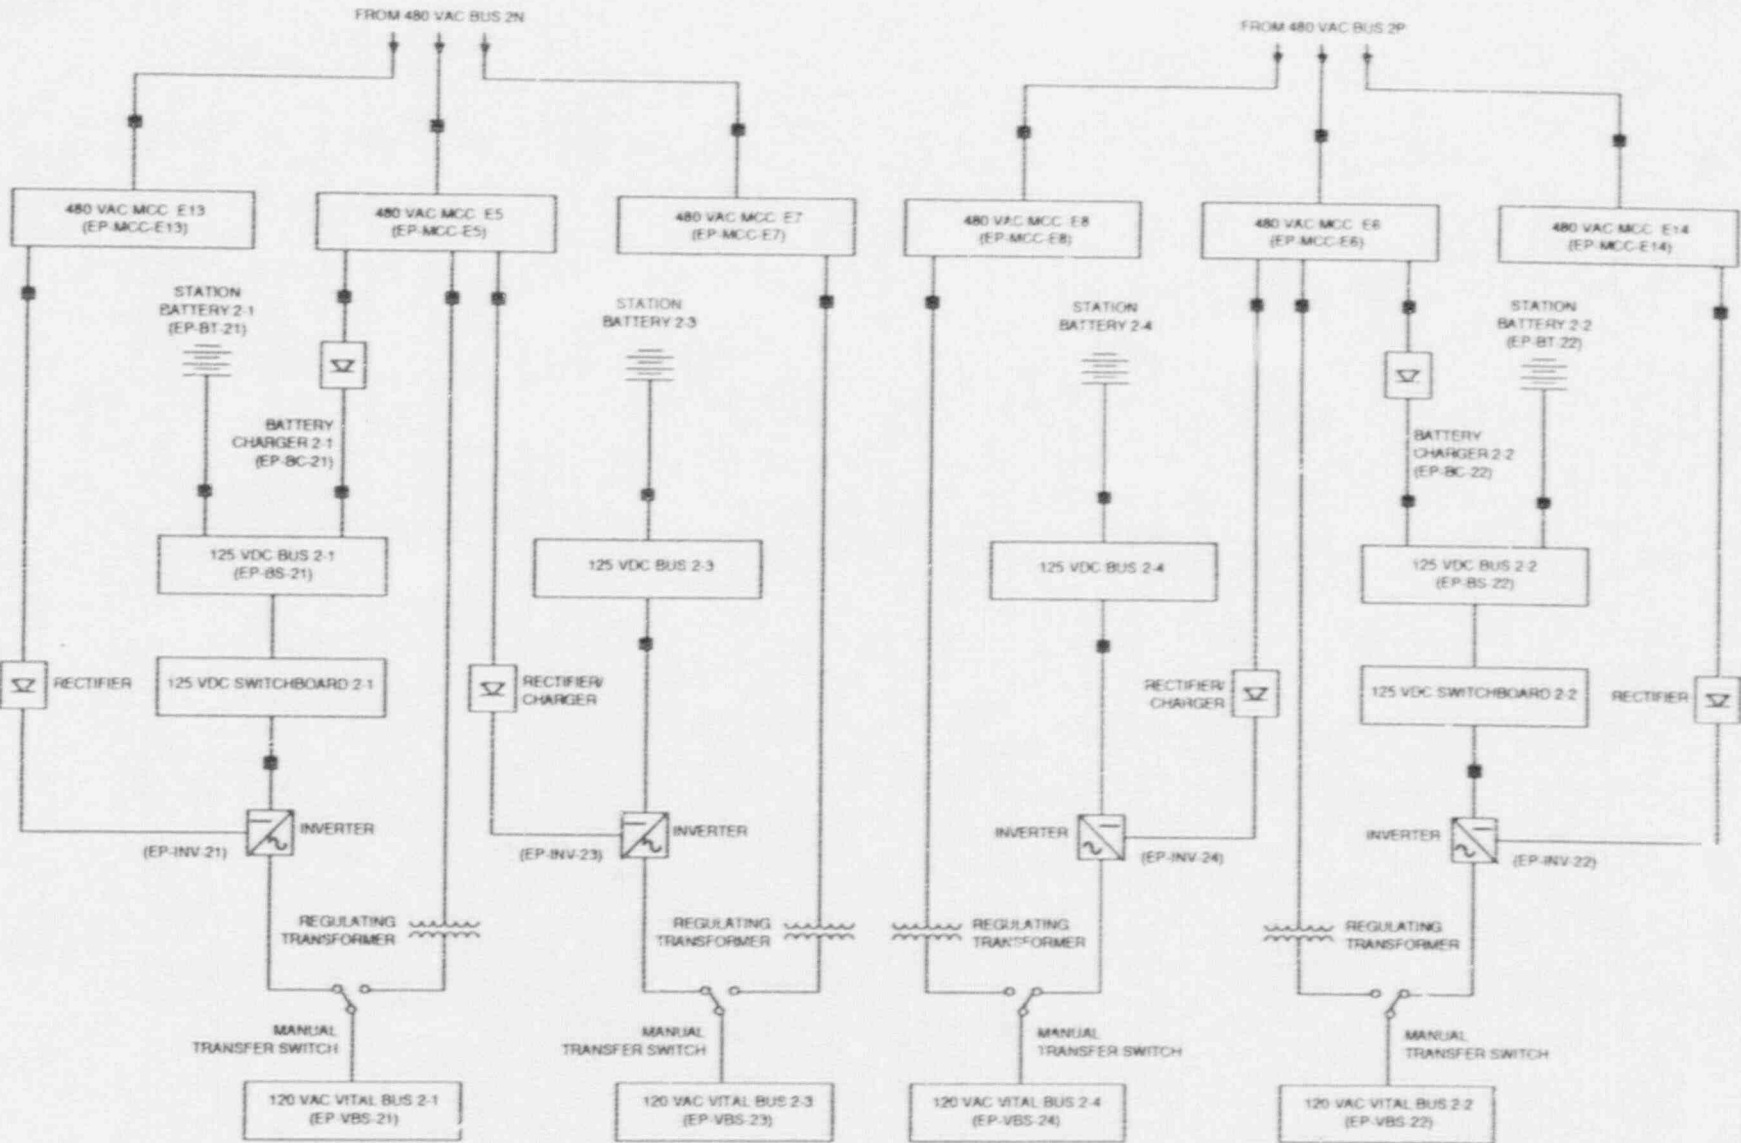 FROM 480 VAC BUS 2N
FROM 480 VAC BUS 2P
480 VAC MCC E13
(EP-MCC-E13)
480 VAC MCC E5
(EP-MCC-E5)
480 VAC MCC E7
(EP-MCC-E7)
480 VAC MCC E8
(EP-MCC-E8)
480 VAC MCC E6
(EP-MCC-E6)
480 VAC MCC E14
(EP-MCC-E14)
STATION
BATTERY 2-1
(EP-BT-21)
STATION
BATTERY 2-3
STATION
BATTERY 2-4
STATION
BATTERY 2-2
(EP-BT-22)
BATTERY
CHARGER 2-1
(EP-BC-21)
BATTERY
CHARGER 2-2
(EP-BC-22)
125 VDC BUS 2-1
(EP-BS-21)
125 VDC BUS 2-3
125 VDC BUS 2-4
125 VDC BUS 2-2
(EP-BS-22)
RECTIFIER
125 VDC SWITCHBOARD 2-1
RECTIFIER/
CHARGER
RECTIFIER/
CHARGER
125 VDC SWITCHBOARD 2-2
RECTIFIER
INVERTER
(EP-INV-21)
INVERTER
(EP-INV-23)
INVERTER
(EP-INV-24)
INVERTER
(EP-INV-22)
REGULATING
TRANSFORMER
REGULATING
TRANSFORMER
REGULATING
TRANSFORMER
REGULATING
TRANSFORMER
MANUAL
TRANSFER SWITCH
MANUAL
TRANSFER SWITCH
MANUAL
TRANSFER SWITCH
MANUAL
TRANSFER SWITCH
120 VAC VITAL BUS 2-1
(EP-VBS-21)
120 VAC VITAL BUS 2-3
(EP-VBS-23)
120 VAC VITAL BUS 2-4
(EP-VBS-24)
120 VAC VITAL BUS 2-2
(EP-VBS-22)